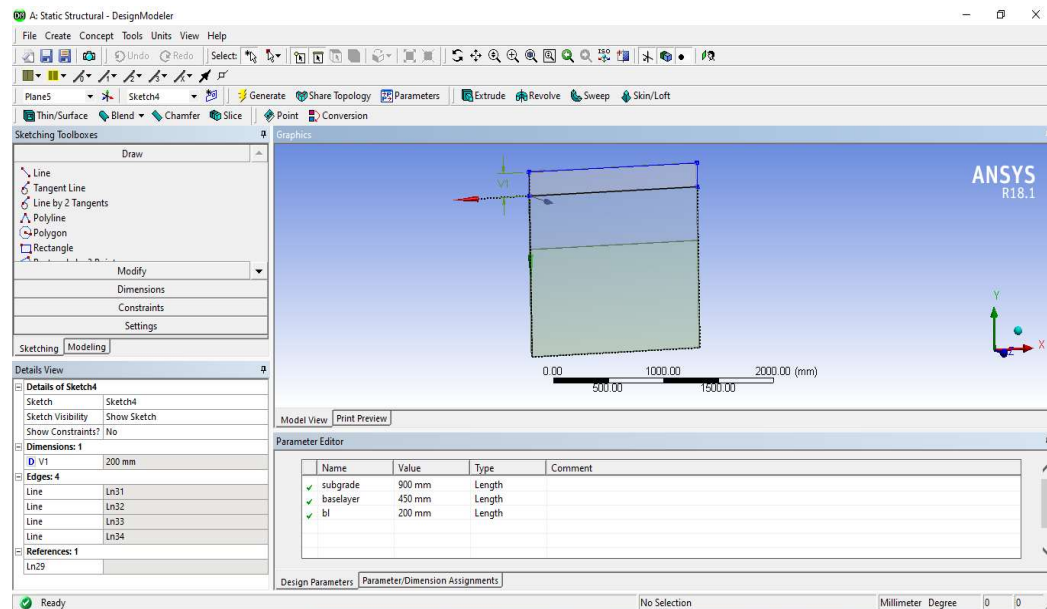 A: Static Structural - DesignModeler
File Create Concept Tools Units View Help
Undo Redo Select:
Plane5 Sketch4 Generate Share Topology Parameters Extrude Revolve Sweep Skin/Loft
Thin/Surface Blend Chamfer Slice Point Conversion
Sketching Toolboxes
Draw
Line
Tangent Line
Line by 2 Tangents
Polyline
Polygon
Rectangle
Modify
Dimensions
Constraints
Settings
Sketching Modeling
Details View
Details of Sketch4
Sketch Sketch4
Sketch Visibility Show Sketch
Show Constraints? No
Dimensions: 1
D V1 200 mm
Edges: 4
Line Ln31
Line Ln32
Line Ln33
Line Ln34
References: 1
Ln29
Graphics
V1
ANSYS
R18.1
Y
X
Z
0.00 1000.00 2000.00 (mm)
500.00 1500.00
Model View Print Preview
Parameter Editor
Name Value Type Comment
subgrade 900 mm Length
baselayer 450 mm Length
bl 200 mm Length
Design Parameters Parameter/Dimension Assignments
Ready No Selection Millimeter Degree 0 0